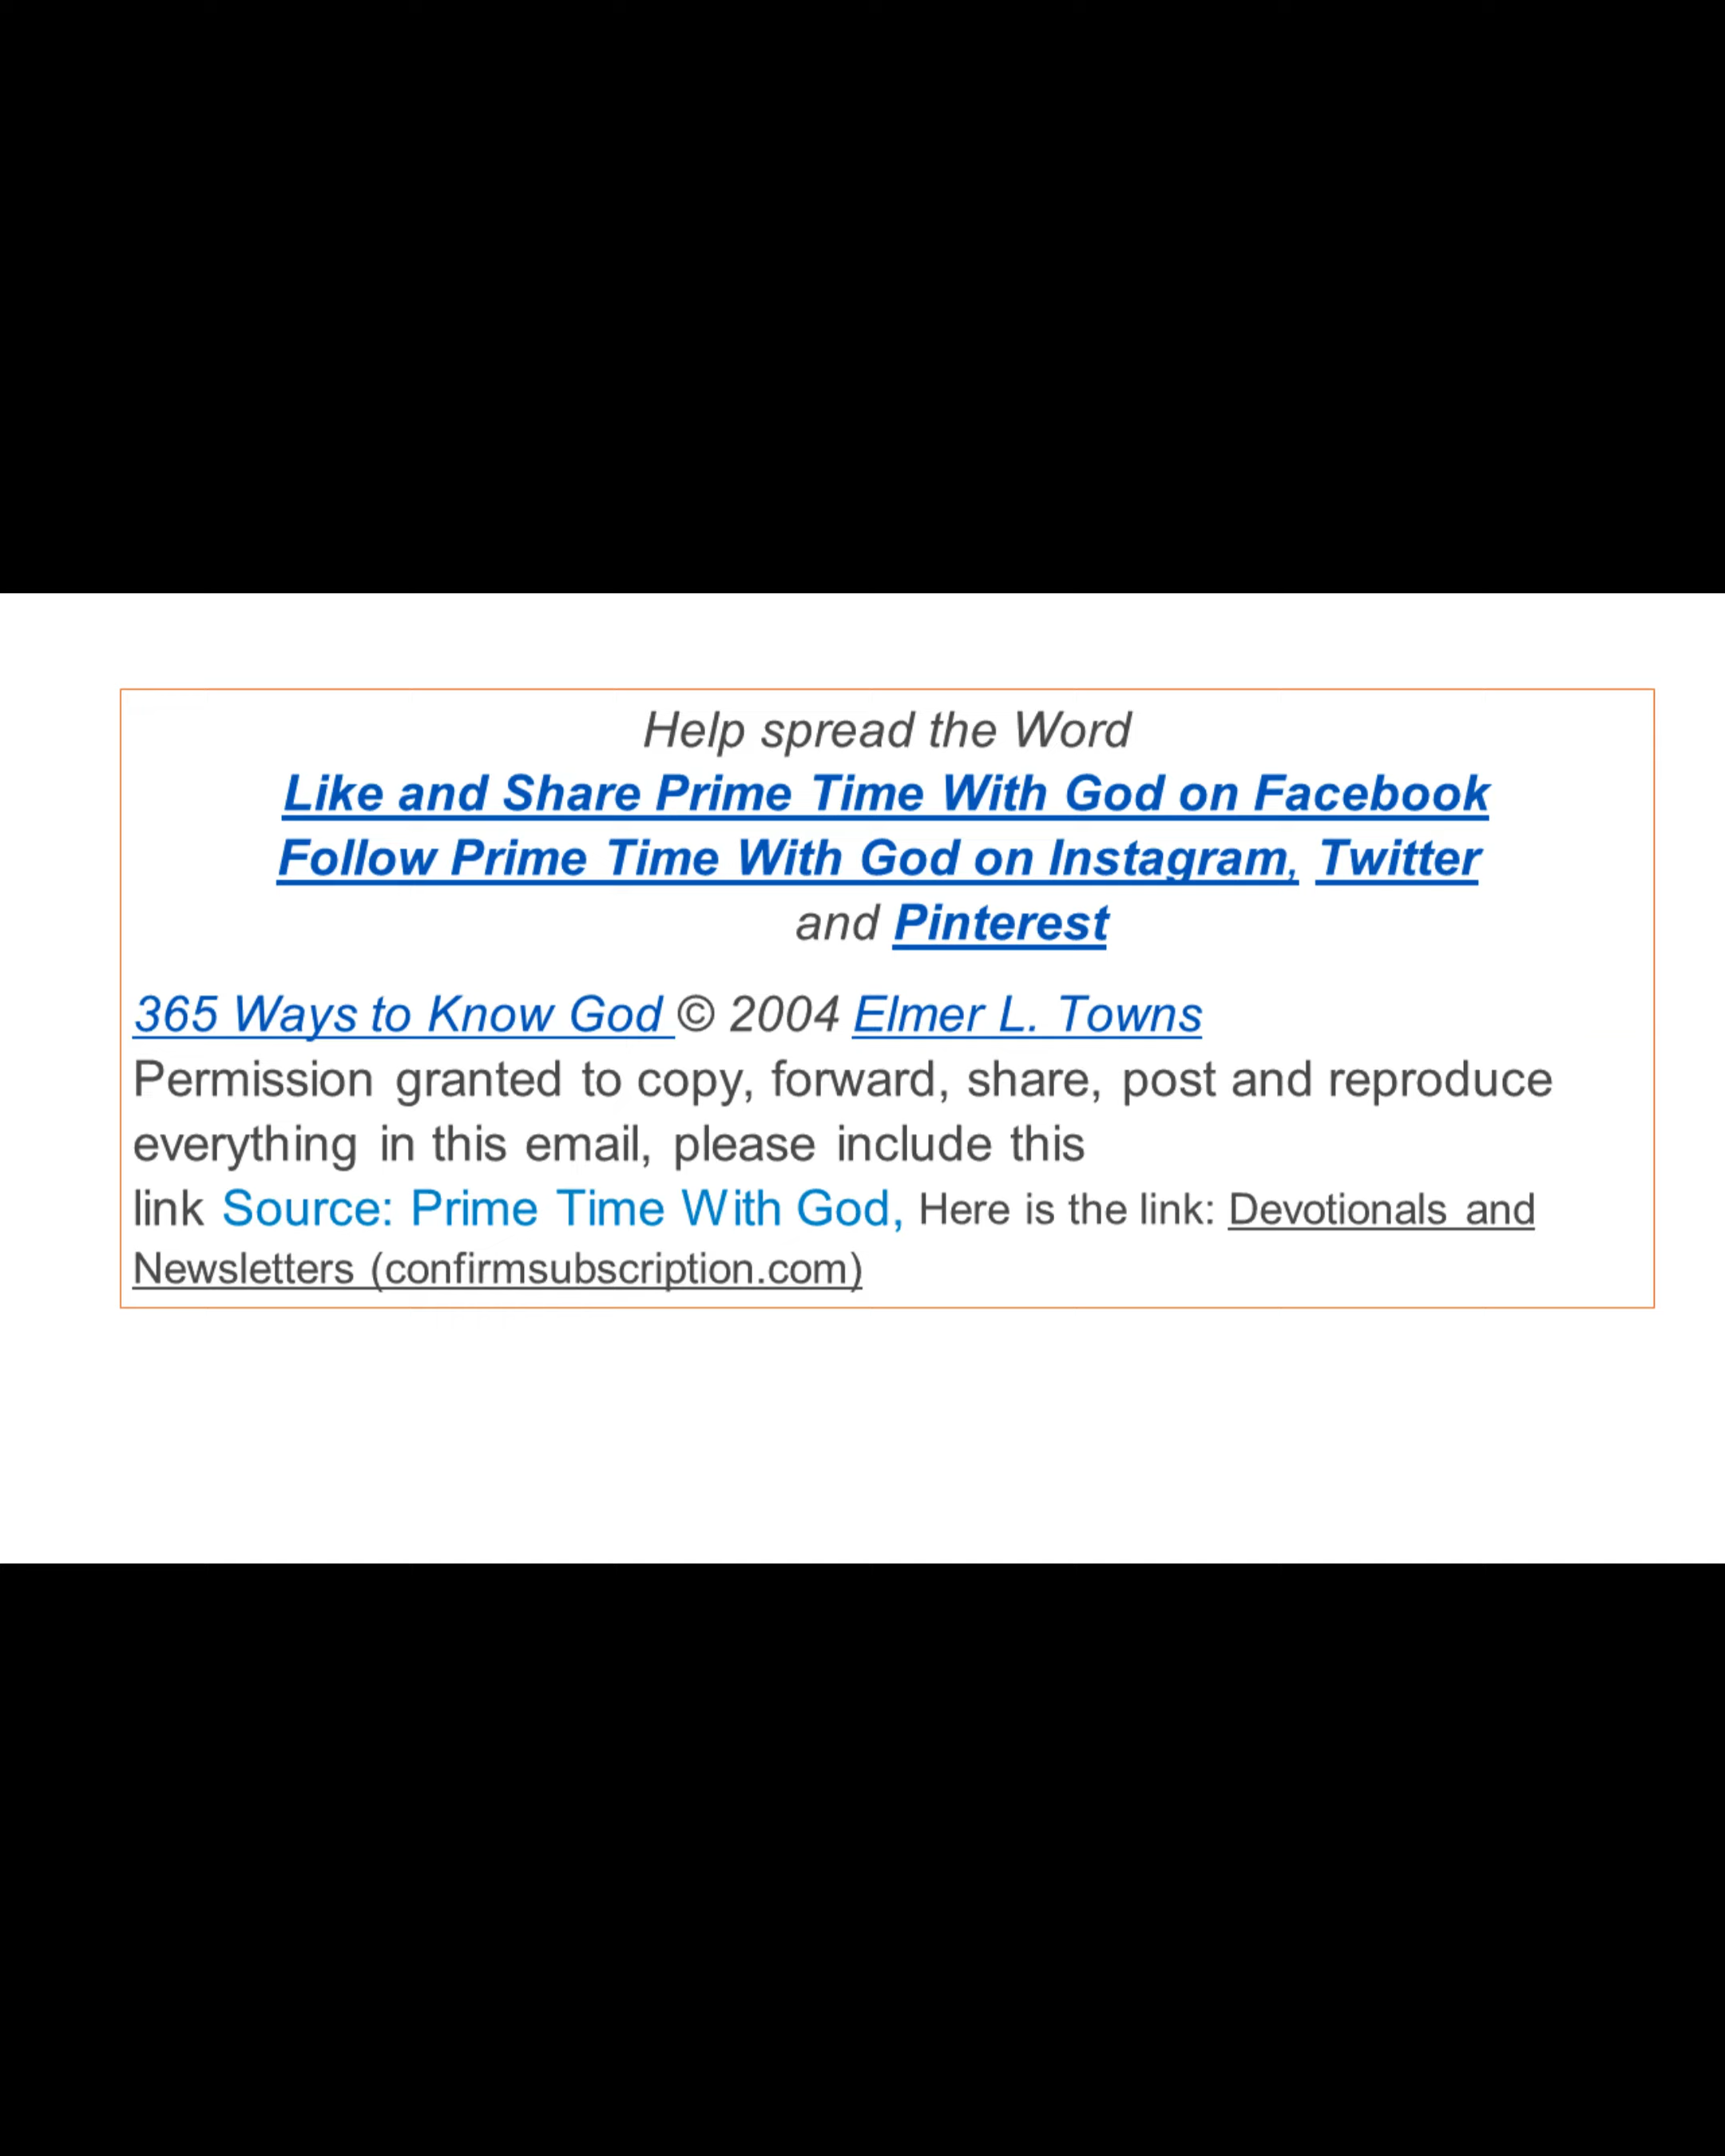 Help spread the Word
Like and Share Prime Time With God on Facebook
Follow Prime Time With God on Instagram, Twitter
and Pinterest
365 Ways to Know God © 2004 Elmer L. Towns
Permission granted to copy, forward, share, post and reproduce
everything in this email, please include this
link Source: Prime Time With God, Here is the link: Devotionals and
Newsletters (confirmsubscription.com)